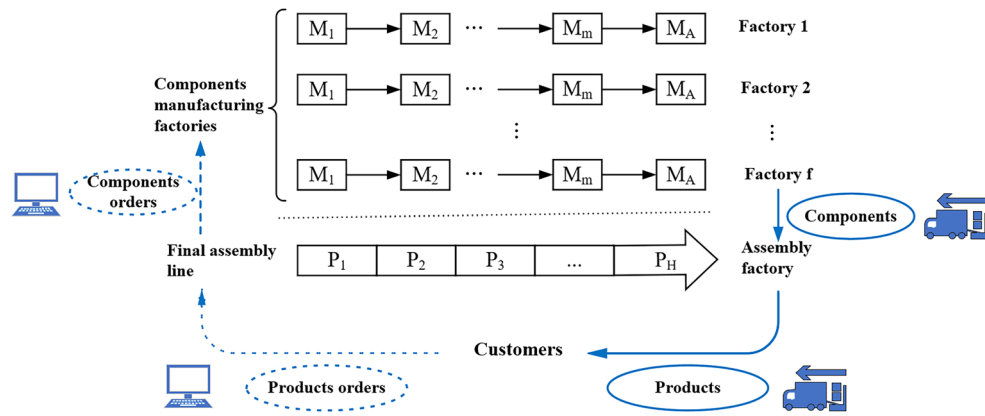 M1 M2 ... Mm MA Factory 1
Components
manufacturing
factories
M1 M2 ... Mm MA Factory 2
M1 M2 ... Mm MA Factory f
Components
orders
Components
Final assembly
line
P1 P2 P3 ... PH
Assembly
factory
Customers
Products orders
Products